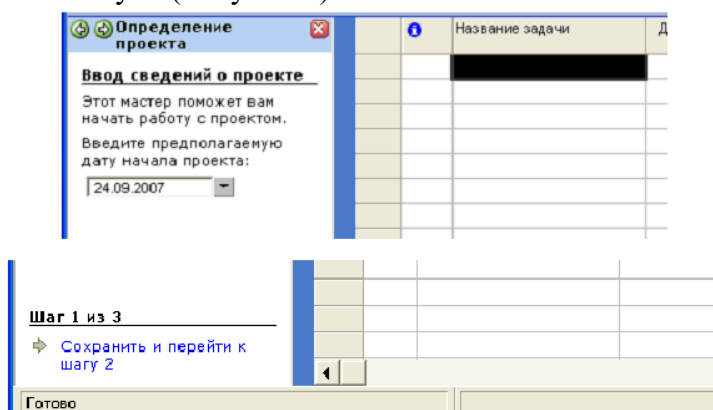 Определение
проекта
Название задачи
Д
Ввод сведений о проекте
Этот мастер поможет вам
начать работу с проектом.
Введите предполагаемую
дату начала проекта:
24.09.2007
Шаг 1 из 3
Сохранить и перейти к
шагу 2
Готово